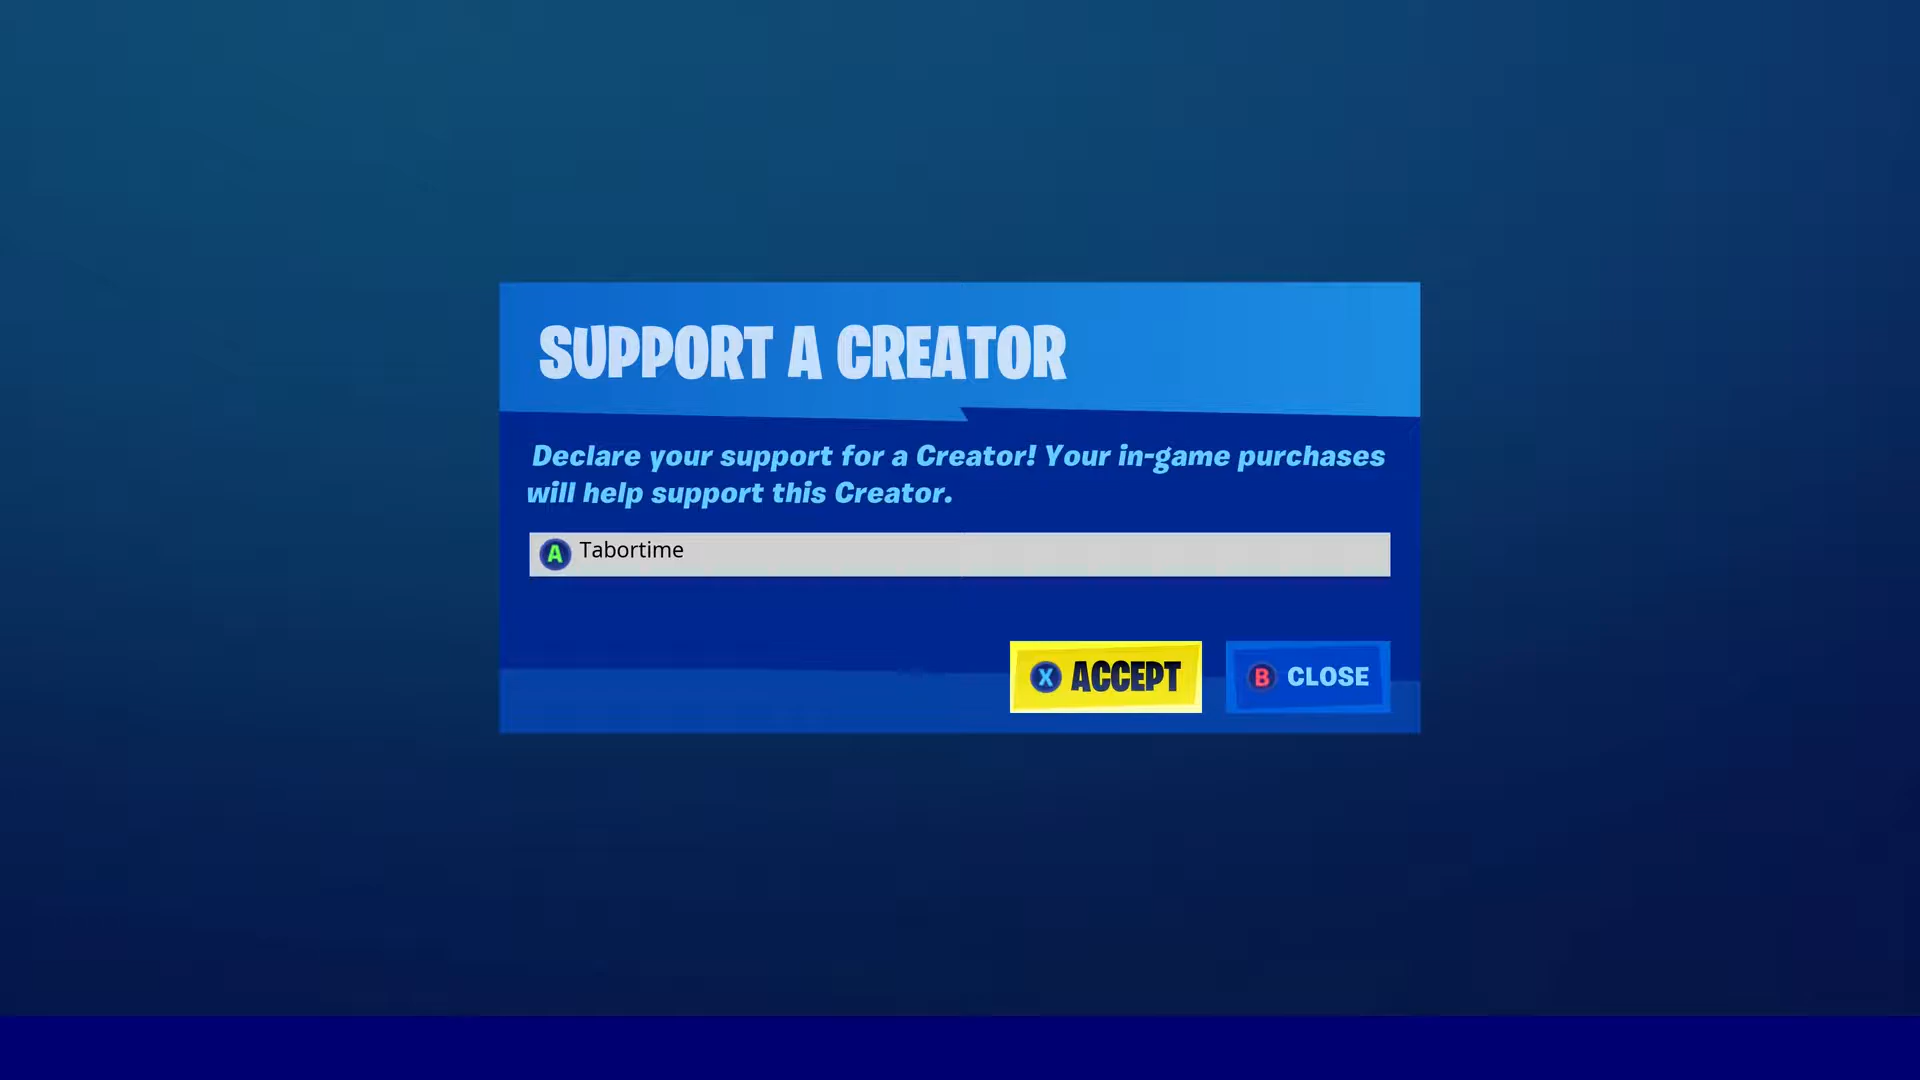 SUPPORT A CREATOR
Declare your support for a Creator! Your in-game purchases
will help support this Creator.
A Tabortime
X ACCEPT
B CLOSE